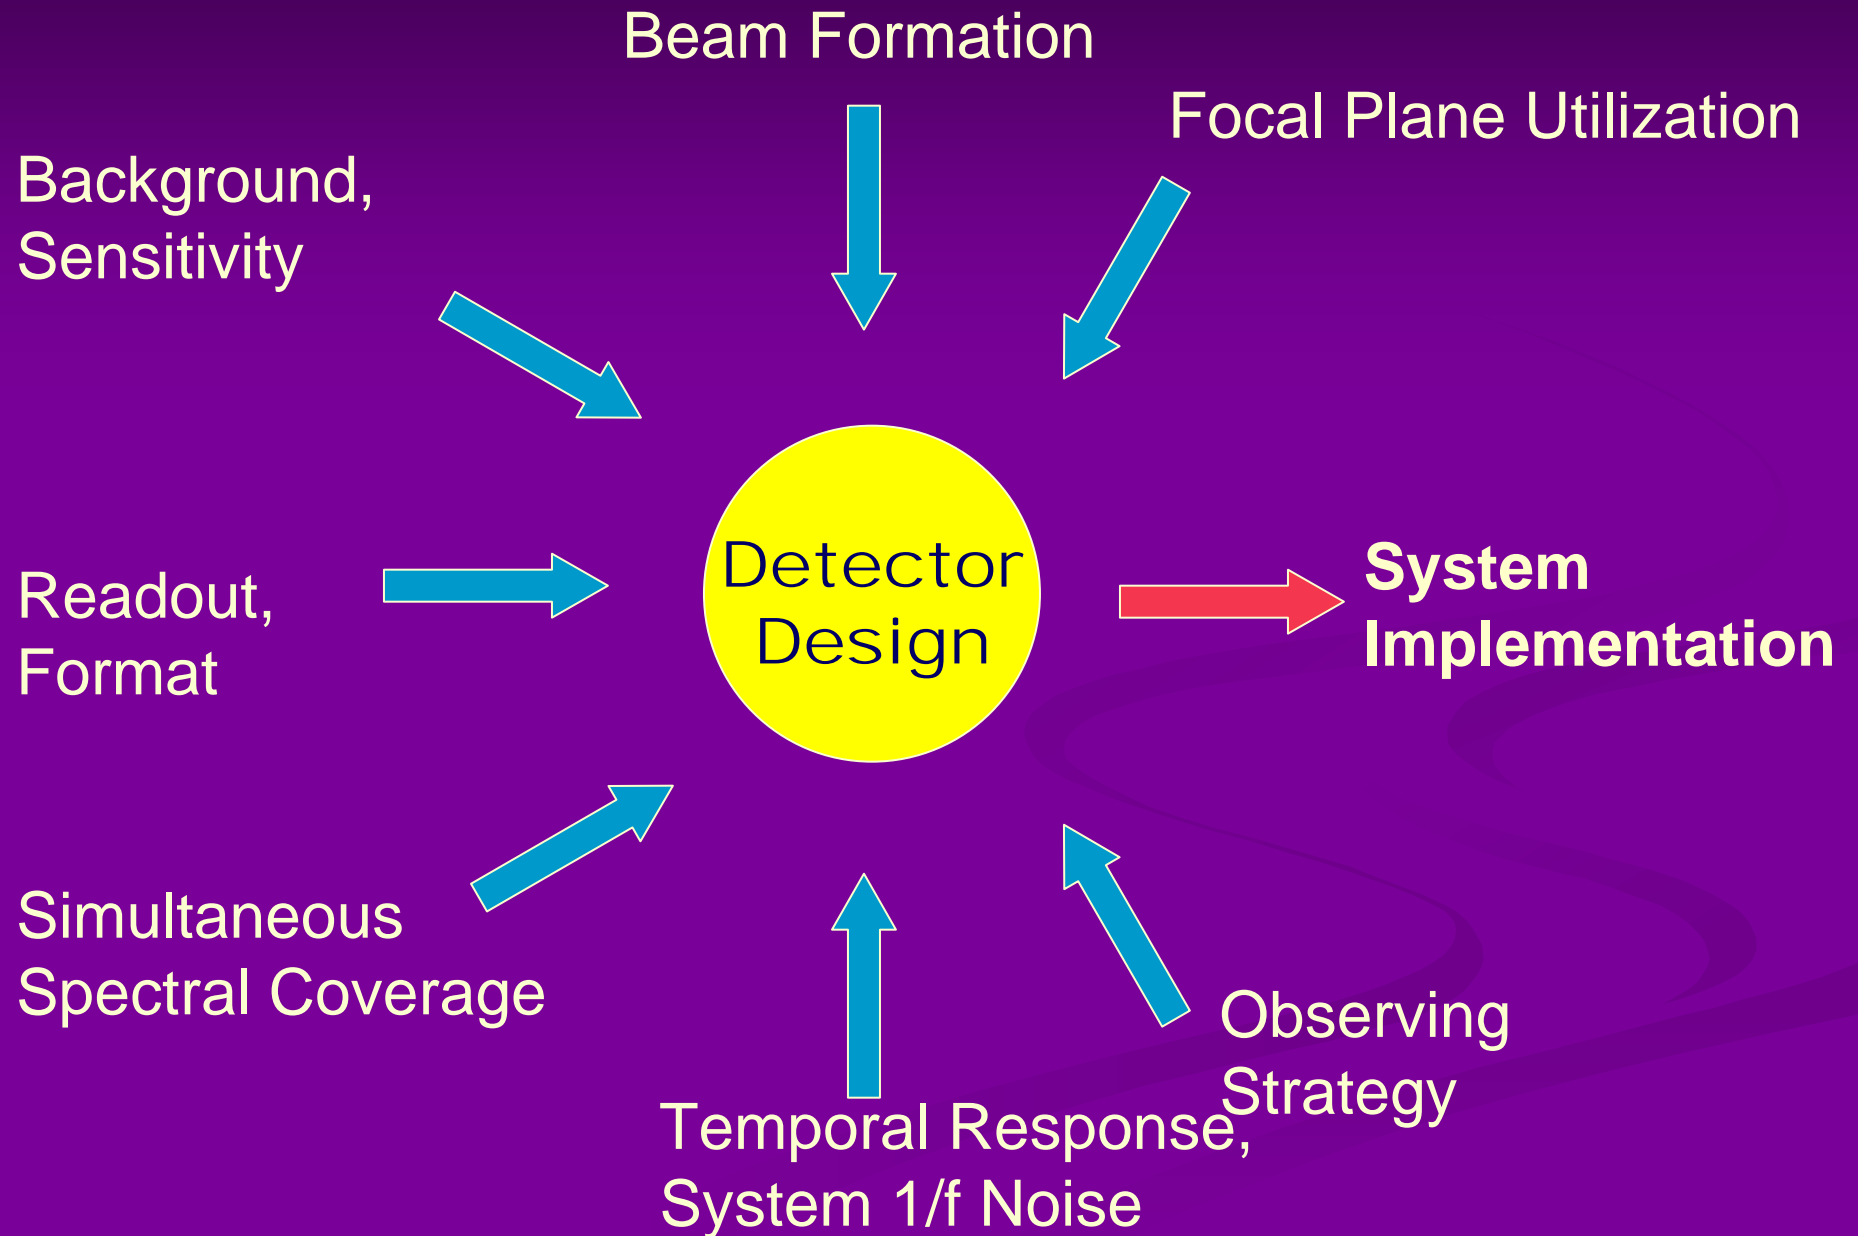 Beam Formation
Focal Plane Utilization
Background,
Sensitivity
Detector
Design
System
Implementation
Readout,
Format
Simultaneous
Spectral Coverage
Observing
Strategy
Temporal Response,
System 1/f Noise